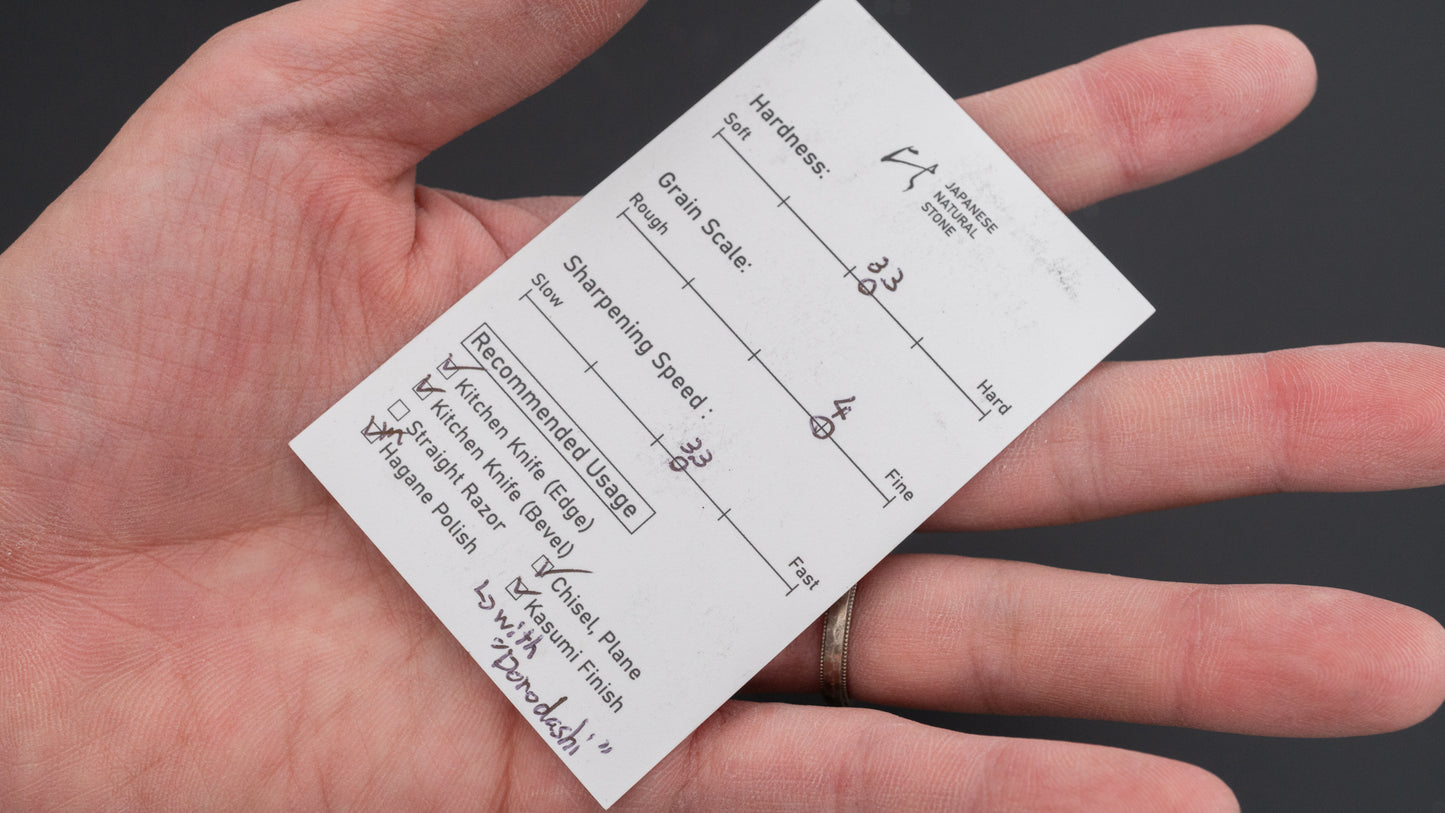 JAPANESE
NATURAL
STONE
Hardness:
Soft
33
Hard
Grain Scale:
Rough
4
Fine
Sharpening Speed:
Slow
33
Fast
Recommended Usage
Kitchen Knife (Edge)
Kitchen Knife (Bevel)
Chisel, Plane
Straight Razor
Kasumi Finish
Hagane Polish
↳ with
"Dorodashi"